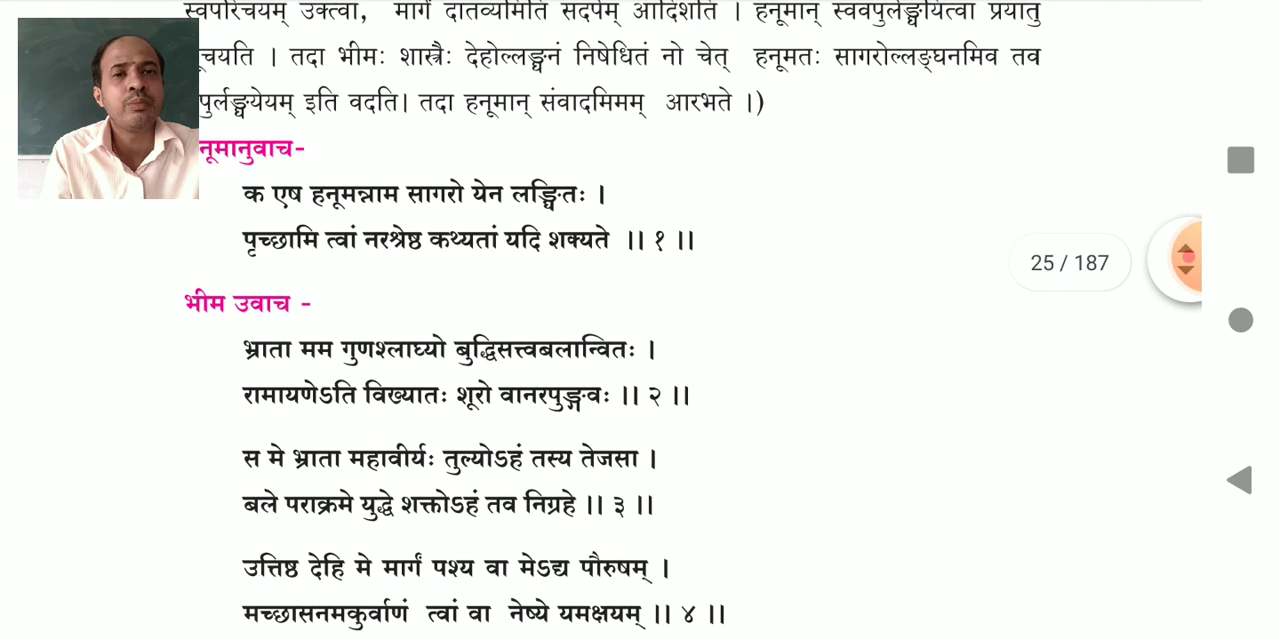 स्वपरिचयम् उक्त्वा, मार्गं दातव्यमिति सदर्पम् आदिशति । हनूमान् स्ववपुर्लङ्घयित्वा प्रयातु
सूचयति । तदा भीमः शास्त्रैः देहोल्लङ्घनं निषेधितं नो चेत् हनूमतः सागरोल्लङ्घनमिव तव
पुर्लङ्घयेयम् इति वदति। तदा हनूमान् संवादमिमम् आरभते ।)
नूमानुवाच-
क एष हनूमन्नाम सागरो येन लङ्घितः ।
पृच्छामि त्वां नरश्रेष्ठ कथ्यतां यदि शक्यते ।। १ ।।
25 / 187
भीम उवाच -
भ्राता मम गुणश्लाघ्यो बुद्धिसत्त्वबलान्वितः ।
रामायणेऽति विख्यातः शूरो वानरपुङ्गवः ।। २ ।।
स मे भ्राता महावीर्यः तुल्योऽहं तस्य तेजसा ।
बले पराक्रमे युद्धे शक्तोऽहं तव निग्रहे ।। ३ ।।
उत्तिष्ठ देहि मे मार्गं पश्य वा मेऽद्य पौरुषम् ।
मच्छासनमकुर्वाणं त्वां वा नेष्ये यमक्षयम् ।। ४ ।।